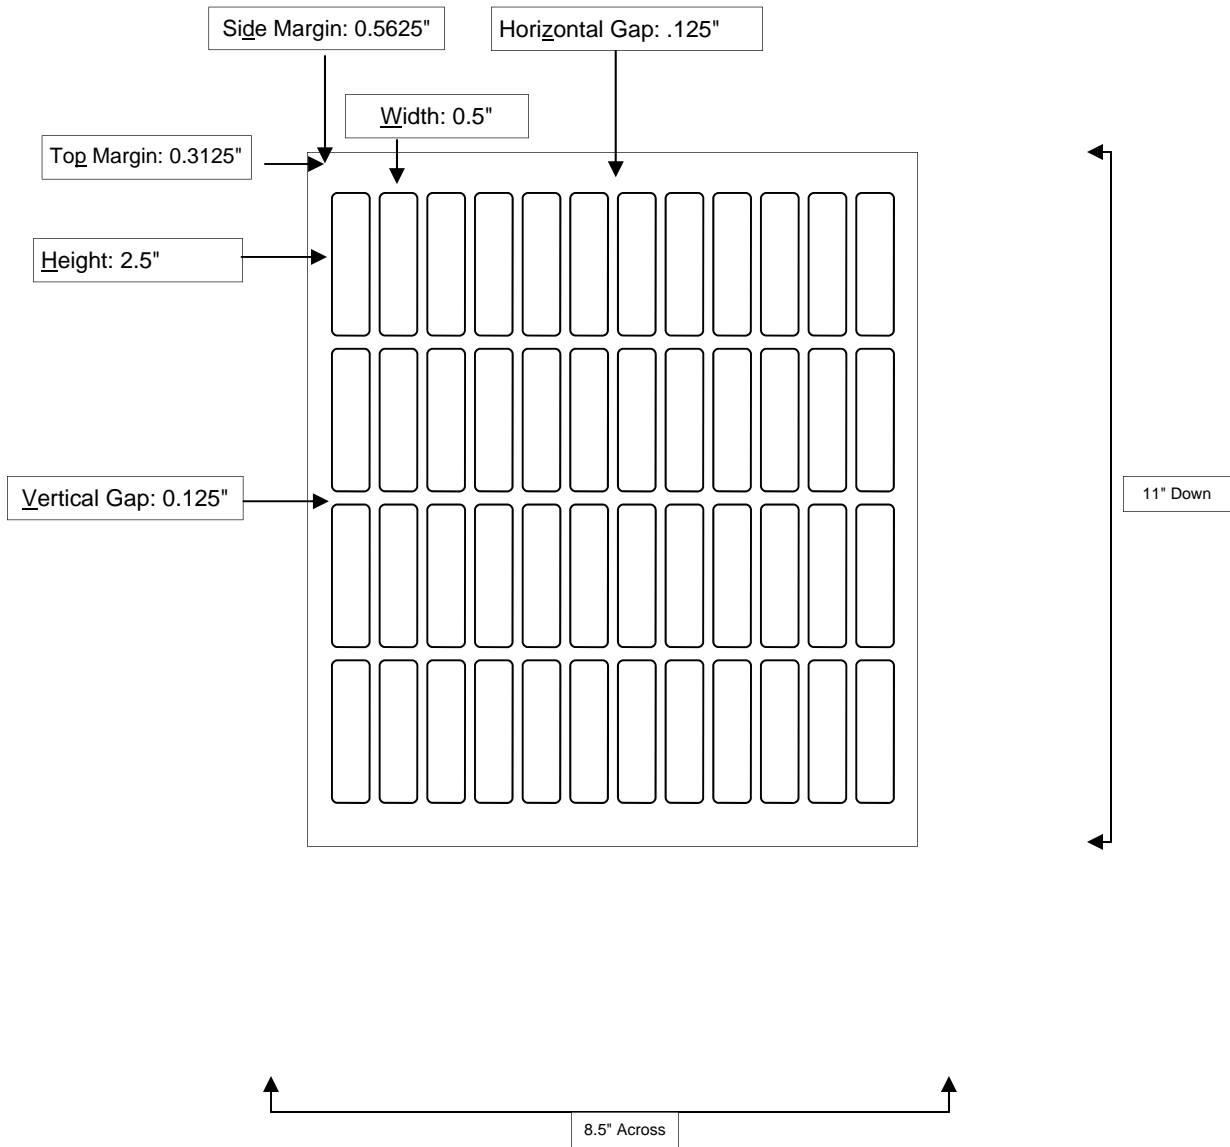 Side Margin: 0.5625"
Horizontal Gap: .125"
Width: 0.5"
Top Margin: 0.3125"
Height: 2.5"
Vertical Gap: 0.125"
11" Down
8.5" Across